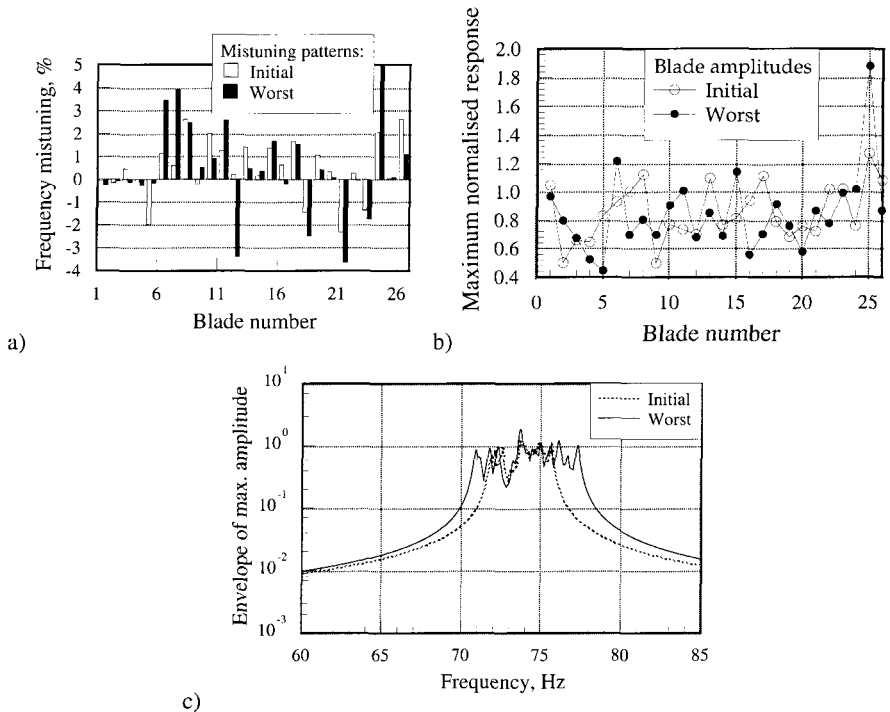 Mistuning patterns:
Initial
Worst
Frequency mistuning, %
5
4
3
2
1
0
-1
-2
-3
-4
1
6
11
16
21
26
Blade number
a)
Blade amplitudes
Initial
Worst
Maximum normalised response
2.0
1.8
1.6
1.4
1.2
1.0
0.8
0.6
0.4
0
5
10
15
20
25
Blade number
b)
Initial
Worst
Envelope of max. amplitude
10^1
10^0
10^-1
10^-2
10^-3
60
65
70
75
80
85
Frequency, Hz
c)